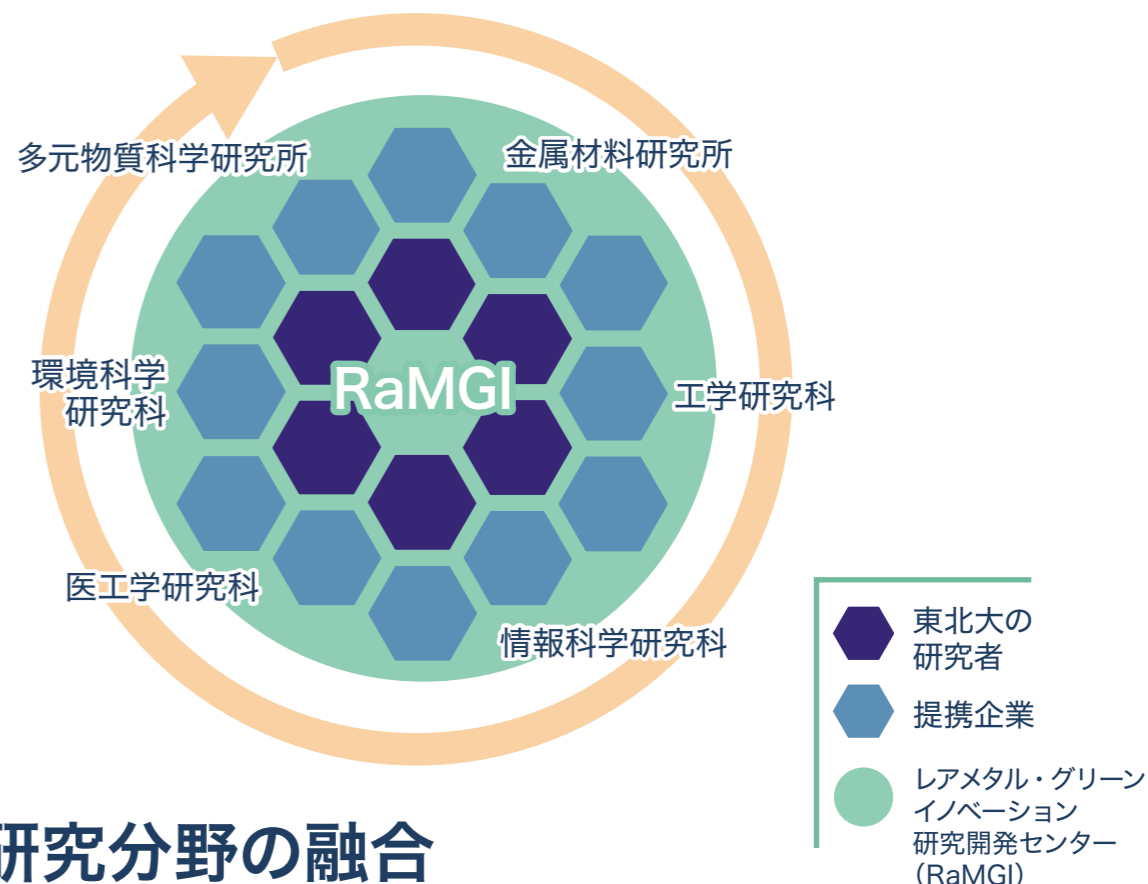 多元物質科学研究所
金属材料研究所
環境科学
研究科
RaMGI
工学研究科
医工学研究科
情報科学研究科
東北大の
研究者
提携企業
レアメタル・グリーン
イノベーション
研究開発センター
(RaMGI)
研究分野の融合